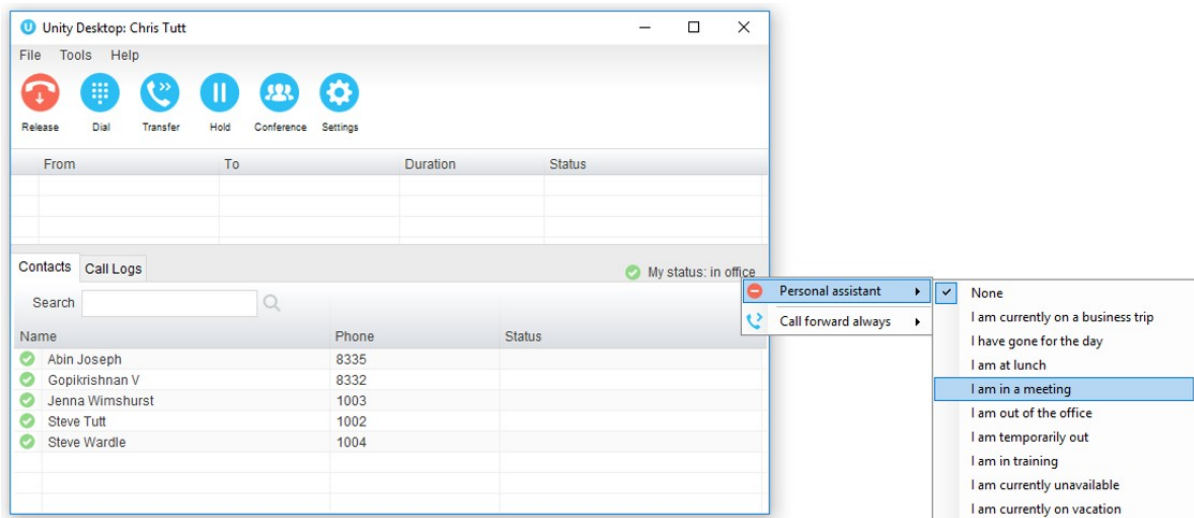 Unity Desktop: Chris Tutt
File Tools Help
Release Dial Transfer Hold Conference Settings
From To Duration Status
Contacts Call Logs My status: in office
Search
Name Phone Status
Abin Joseph 8335
Gopikrishnan V 8332
Jenna Wimshurst 1003
Steve Tutt 1002
Steve Wardle 1004
Personal assistant
Call forward always
None
I am currently on a business trip
I have gone for the day
I am at lunch
I am in a meeting
I am out of the office
I am temporarily out
I am in training
I am currently unavailable
I am currently on vacation